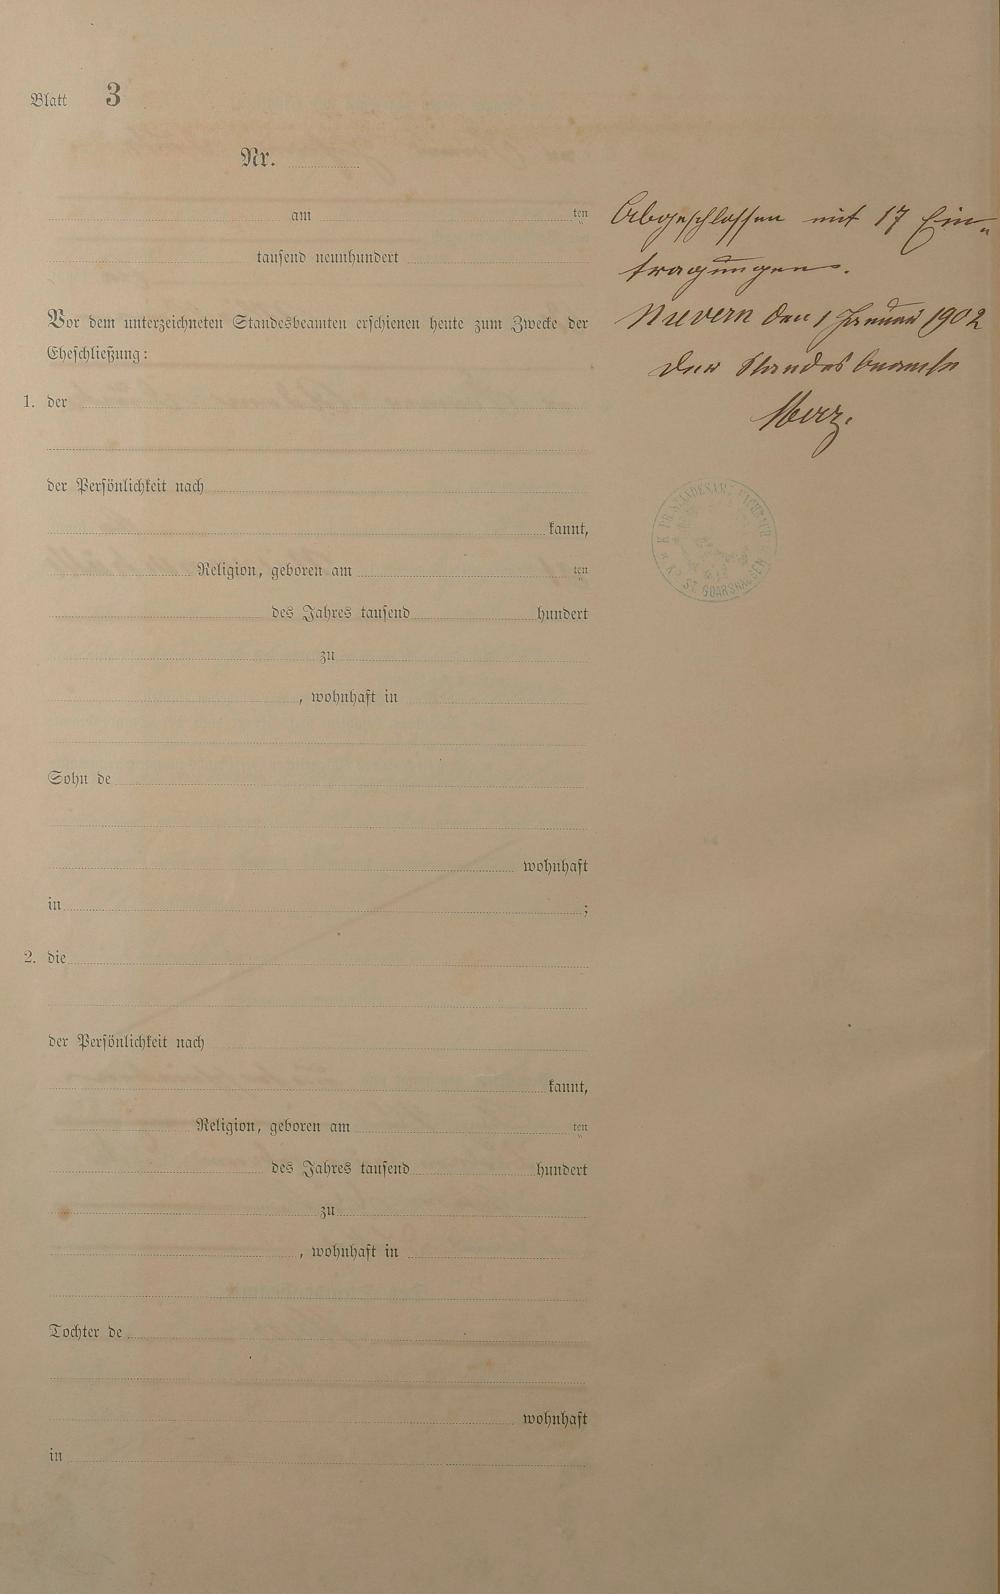 Blatt 3
Nr.
am ten
tausend neunhundert
Vor dem unterzeichneten Standesbeamten erschienen heute zum Zwecke der
Eheschließung:
1. der
der Persönlichkeit nach
kannt,
Religion, geboren am ten
des Jahres tausend hundert
zu
, wohnhaft in
Sohn de
wohnhaft
in ;
2. die
der Persönlichkeit nach
kannt,
Religion, geboren am ten
des Jahres tausend hundert
zu
, wohnhaft in
Tochter de
wohnhaft
in
Abgeschlossen mit 17 Ein-
tragungen.
Nievern den 1 Januar 1902
Der Standesbeamte
ST. GOARSHAUSEN